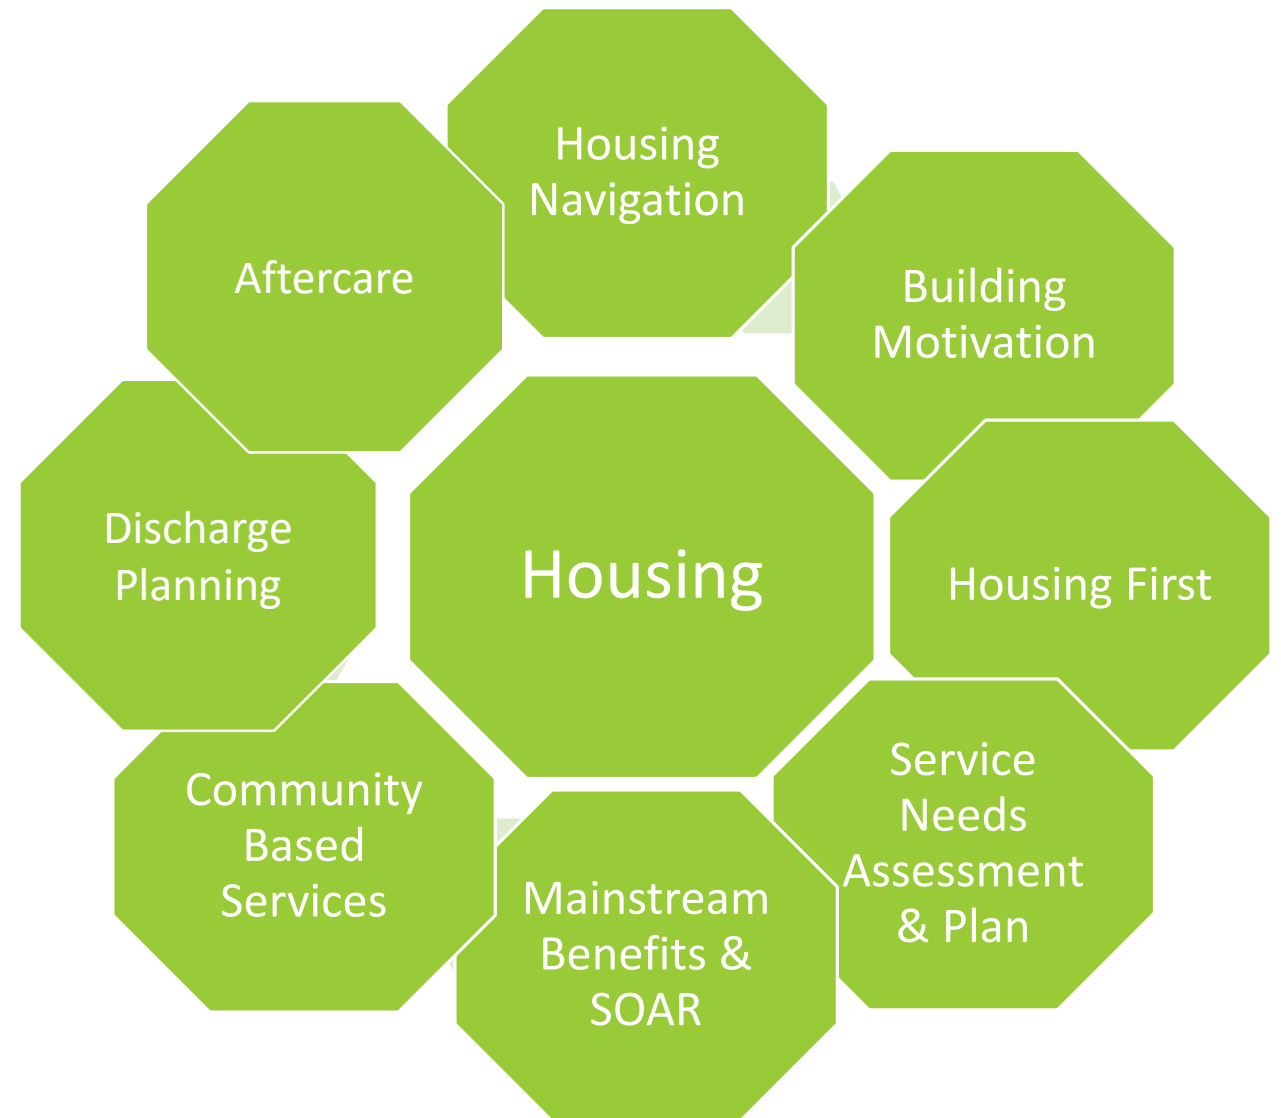 Housing
Navigation
Building
Motivation
Housing First
Service
Needs
Assessment
& Plan
Mainstream
Benefits &
SOAR
Community
Based
Services
Discharge
Planning
Aftercare
Housing